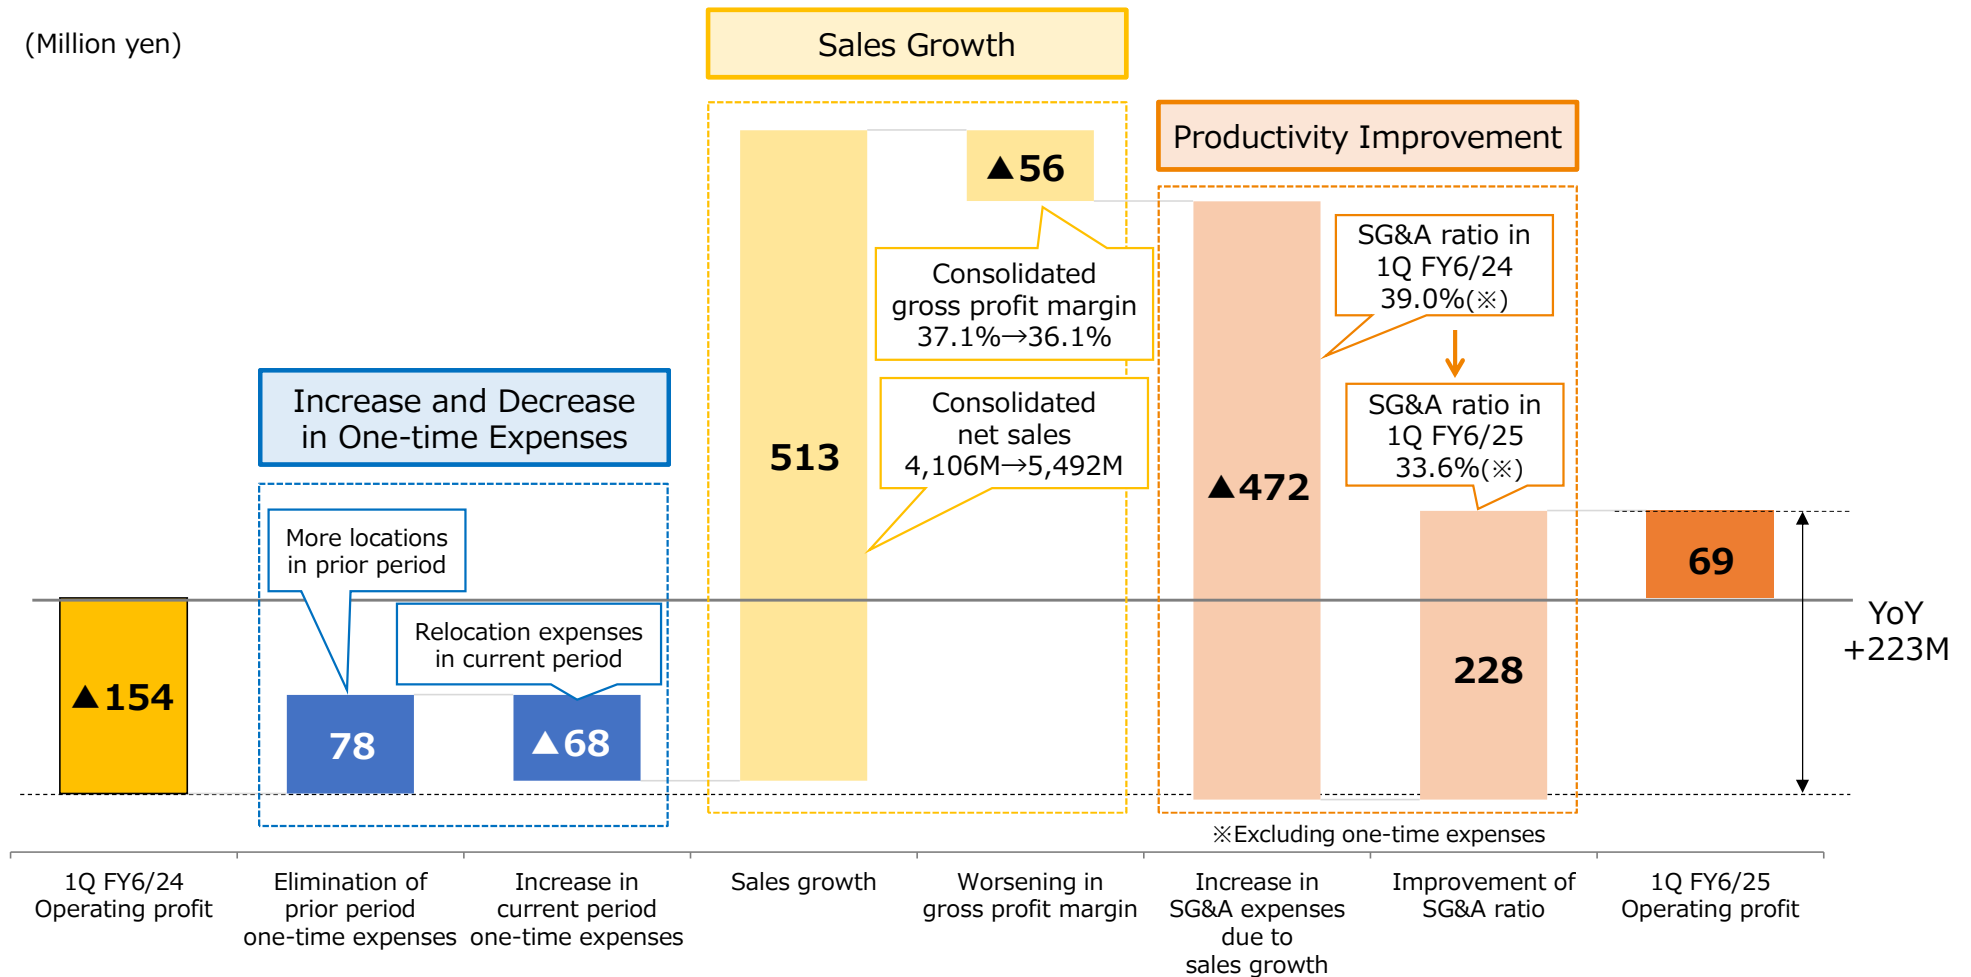 (Million yen)
Sales Growth
Productivity Improvement
Increase and Decrease
in One-time Expenses
▲154
More locations
in prior period
78
Relocation expenses
in current period
▲68
513
▲56
Consolidated
gross profit margin
37.1%→36.1%
Consolidated
net sales
4,106M→5,492M
▲472
SG&A ratio in
1Q FY6/24
39.0%(※)
SG&A ratio in
1Q FY6/25
33.6%(※)
228
69
YoY
+223M
※Excluding one-time expenses
1Q FY6/24
Operating profit
Elimination of
prior period
one-time expenses
Increase in
current period
one-time expenses
Sales growth
Worsening in
gross profit margin
Increase in
SG&A expenses
due to
sales growth
Improvement of
SG&A ratio
1Q FY6/25
Operating profit